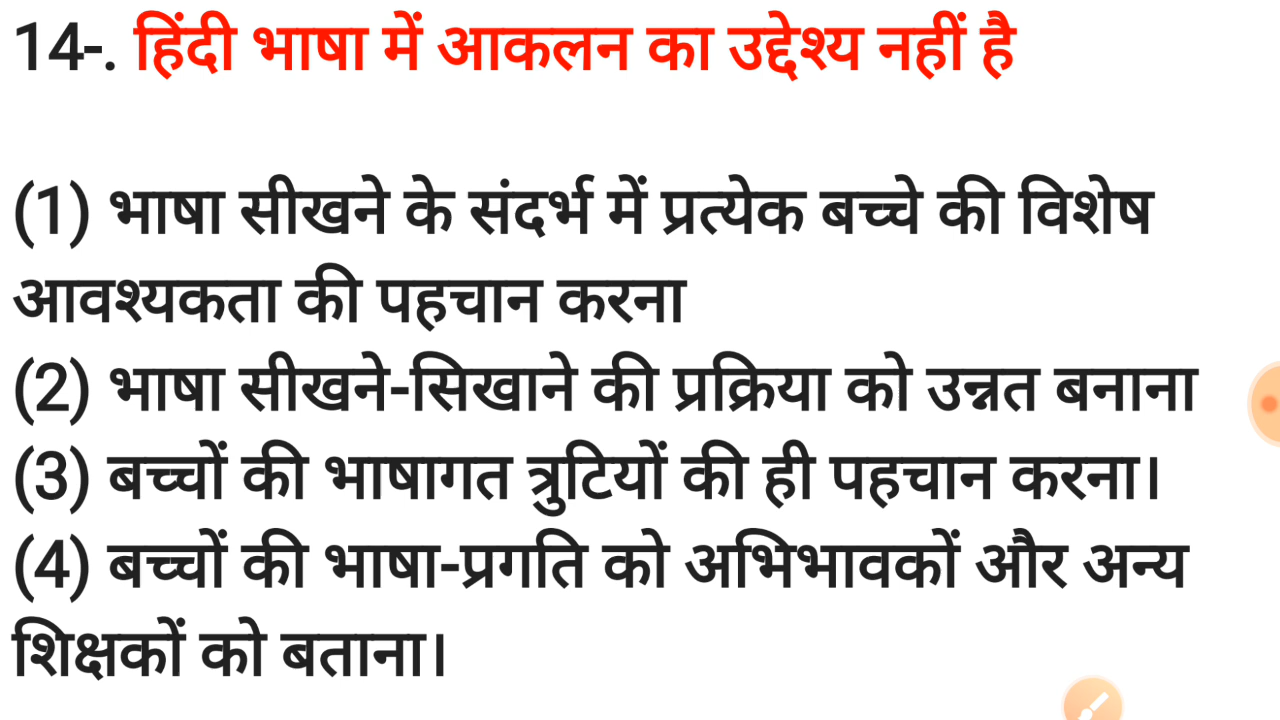 14-. हिंदी भाषा में आकलन का उद्देश्य नहीं है
(1) भाषा सीखने के संदर्भ में प्रत्येक बच्चे की विशेष
आवश्यकता की पहचान करना
(2) भाषा सीखने-सिखाने की प्रक्रिया को उन्नत बनाना
(3) बच्चों की भाषागत त्रुटियों की ही पहचान करना।
(4) बच्चों की भाषा-प्रगति को अभिभावकों और अन्य
शिक्षकों को बताना।